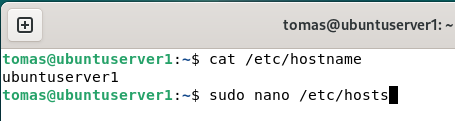 tomas@ubuntuserver1: ~
tomas@ubuntuserver1:~$ cat /etc/hostname
ubuntuserver1
tomas@ubuntuserver1:~$ sudo nano /etc/hosts